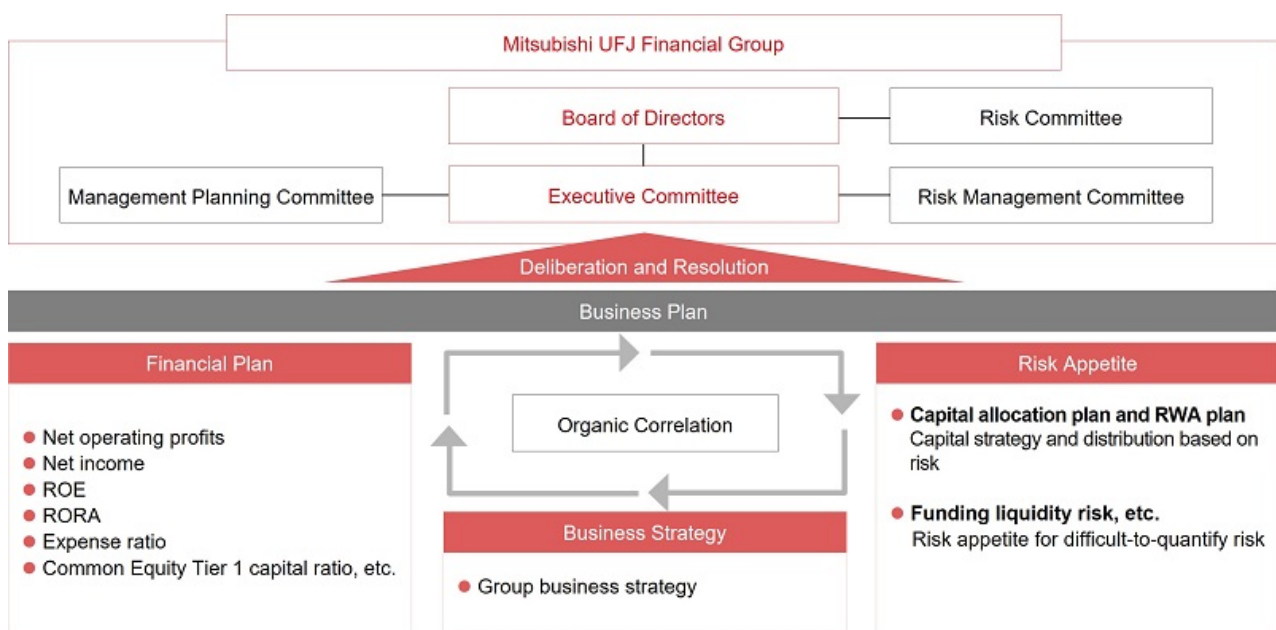 Mitsubishi UFJ Financial Group
Board of Directors
Risk Committee
Management Planning Committee
Executive Committee
Risk Management Committee
Deliberation and Resolution
Business Plan
Financial Plan
Net operating profits
Net income
ROE
RORA
Expense ratio
Common Equity Tier 1 capital ratio, etc.
Organic Correlation
Business Strategy
Group business strategy
Risk Appetite
Capital allocation plan and RWA plan
Capital strategy and distribution based on
risk
Funding liquidity risk, etc.
Risk appetite for difficult-to-quantify risk